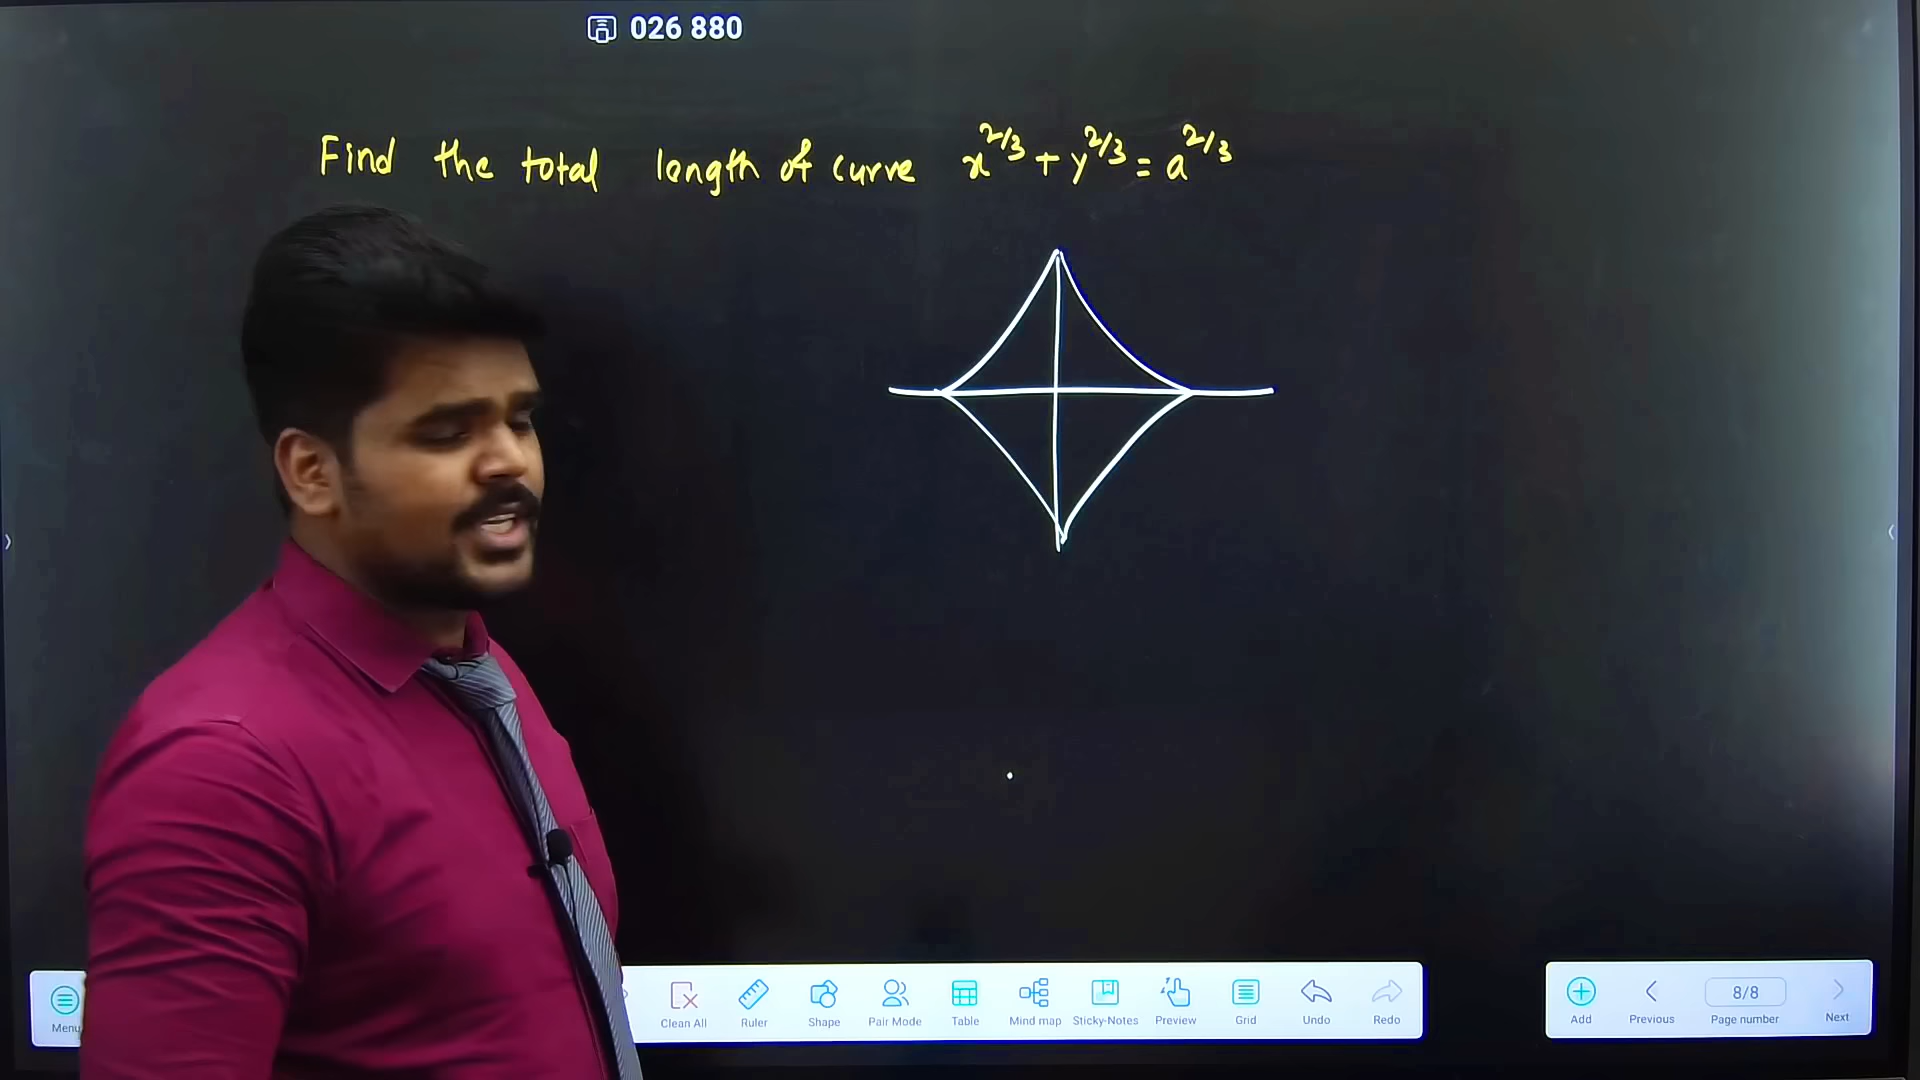 026 880
Find the total length of curve x^{2/3} + y^{2/3} = a^{2/3}
Menu
Clean All
Ruler
Shape
Pair Mode
Table
Mind map
Sticky-Notes
Preview
Grid
Undo
Redo
Add
Previous
8/8
Page number
Next